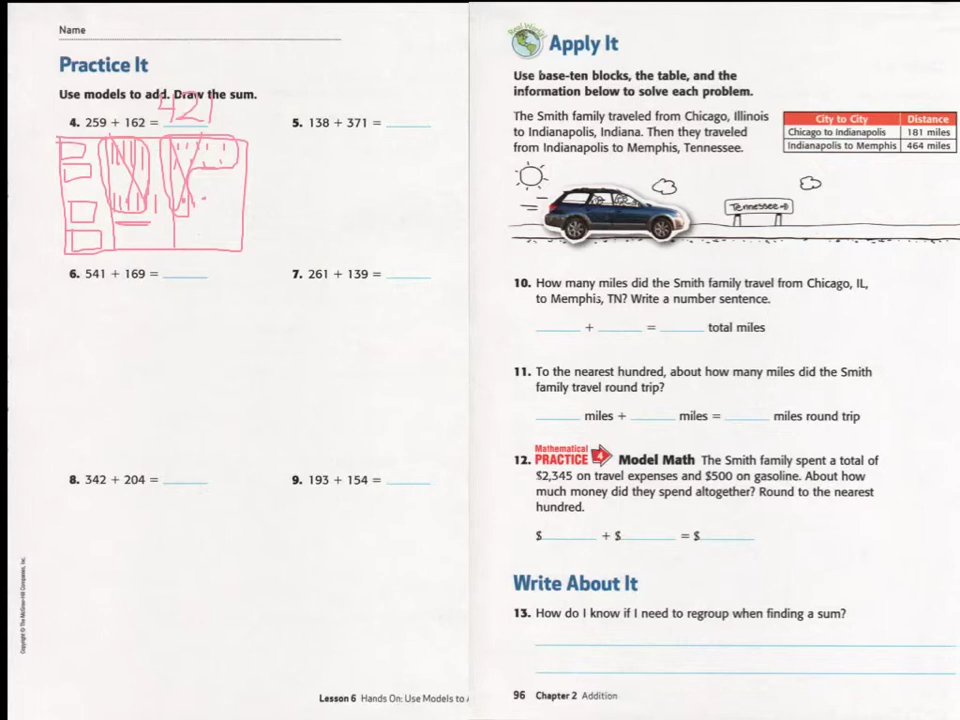 Name
Practice It
Use models to add. Draw the sum.
421
4. 259 + 162 =
5. 138 + 371 =
6. 541 + 169 =
7. 261 + 139 =
8. 342 + 204 =
9. 193 + 154 =
Copyright © The McGraw-Hill Companies, Inc.
Lesson 6 Hands On: Use Models to
Real World
Apply It
Use base-ten blocks, the table, and the
information below to solve each problem.
The Smith family traveled from Chicago, Illinois
to Indianapolis, Indiana. Then they traveled
from Indianapolis to Memphis, Tennessee.
City to City Distance
Chicago to Indianapolis 181 miles
Indianapolis to Memphis 464 miles
Tennessee
10. How many miles did the Smith family travel from Chicago, IL,
to Memphis, TN? Write a number sentence.
+ = total miles
11. To the nearest hundred, about how many miles did the Smith
family travel round trip?
miles + miles = miles round trip
12. Mathematical PRACTICE 4 Model Math The Smith family spent a total of
$2,345 on travel expenses and $500 on gasoline. About how
much money did they spend altogether? Round to the nearest
hundred.
$ + $ = $
Write About It
13. How do I know if I need to regroup when finding a sum?
96 Chapter 2 Addition